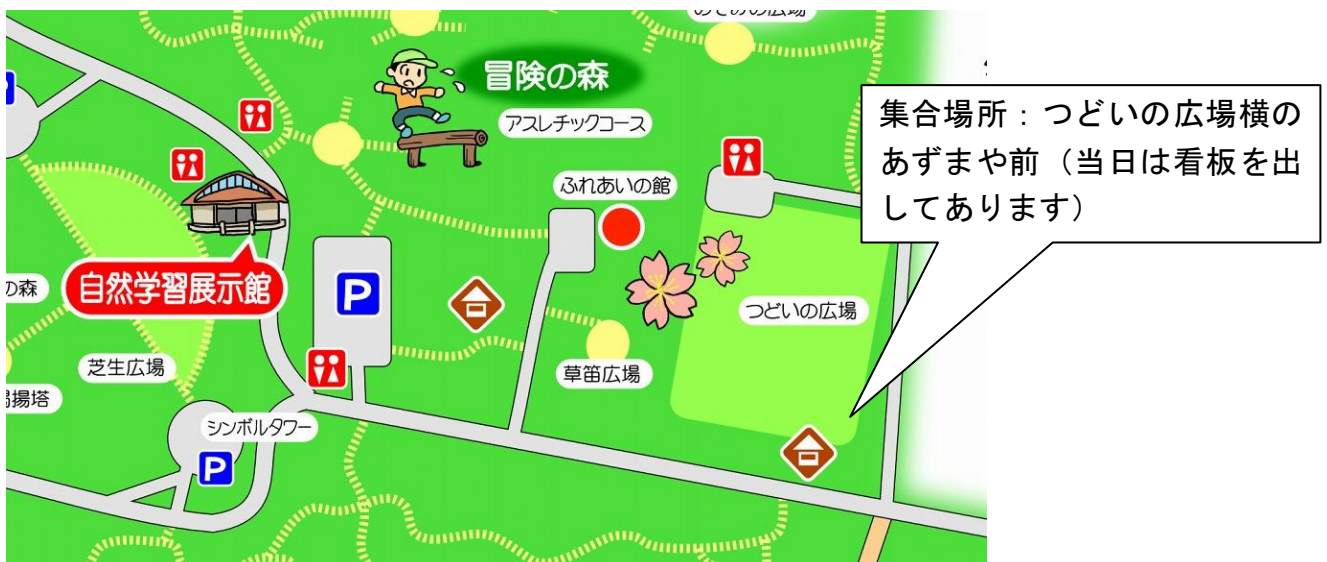 冒険の森
アスレチックコース
集合場所：つどいの広場横の
あずまや前（当日は看板を出
してあります）
ふれあいの館
自然学習展示館
P
つどいの広場
の森
芝生広場
草笛広場
シンボルタワー
P